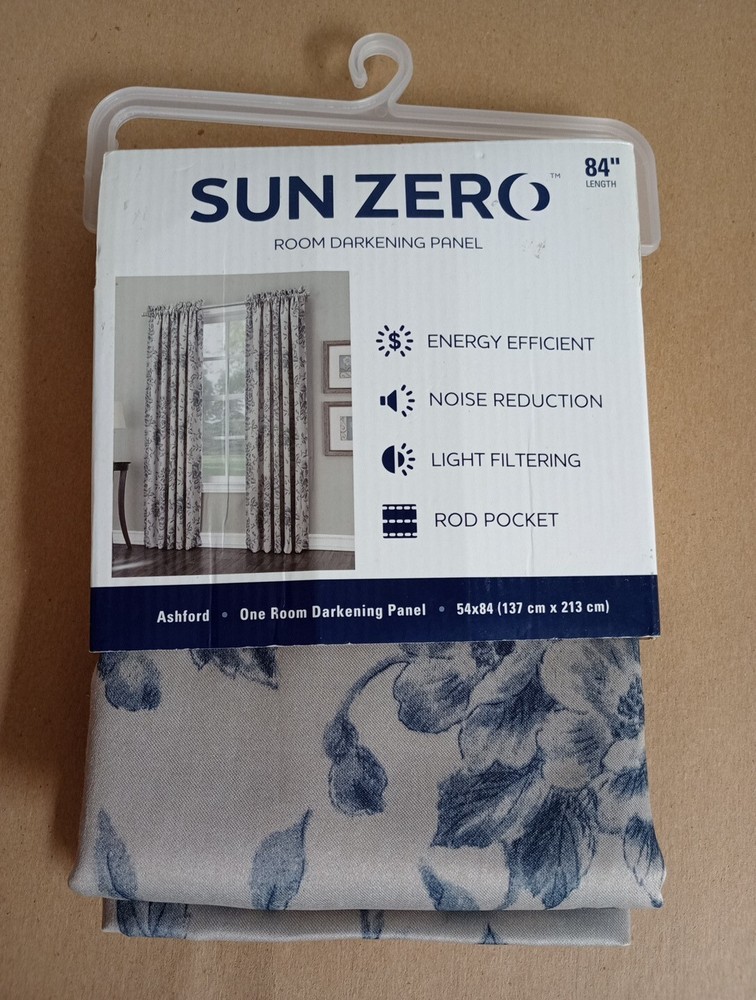 84"
LENGTH
SUN ZERO™
ROOM DARKENING PANEL
ENERGY EFFICIENT
NOISE REDUCTION
LIGHT FILTERING
ROD POCKET
Ashford • One Room Darkening Panel • 54x84 (137 cm x 213 cm)